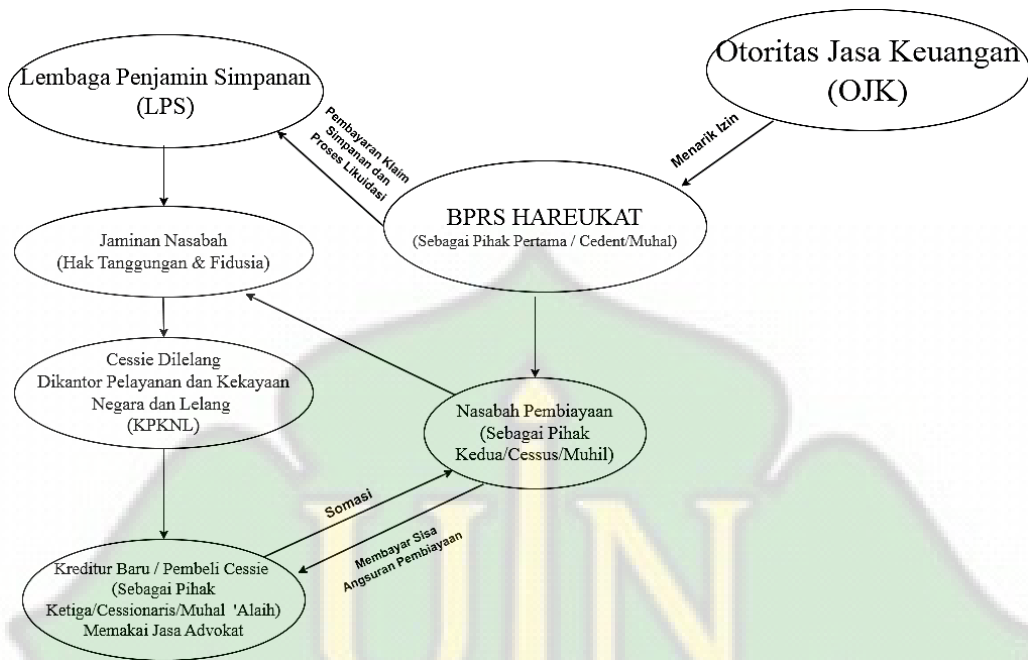 Otoritas Jasa Keuangan
(OJK)
Lembaga Penjamin Simpanan
(LPS)
Pembayaran Klaim
Simpanan dan
Proses Likuidasi
Menarik Izin
BPRS HAREUKAT
(Sebagai Pihak Pertama / Cedent/Muhal)
Jaminan Nasabah
(Hak Tanggungan & Fidusia)
Cessie Dilelang
Dikantor Pelayanan dan Kekayaan
Negara dan Lelang
(KPKNL)
Nasabah Pembiayaan
(Sebagai Pihak
Kedua/Cessus/Muhil)
Somasi
Membayar Sisa
Angsuran Pembiayaan
Kreditur Baru / Pembeli Cessie
(Sebagai Pihak
Ketiga/Cessionaris/Muhal 'Alaih)
Memakai Jasa Advokat
UIN